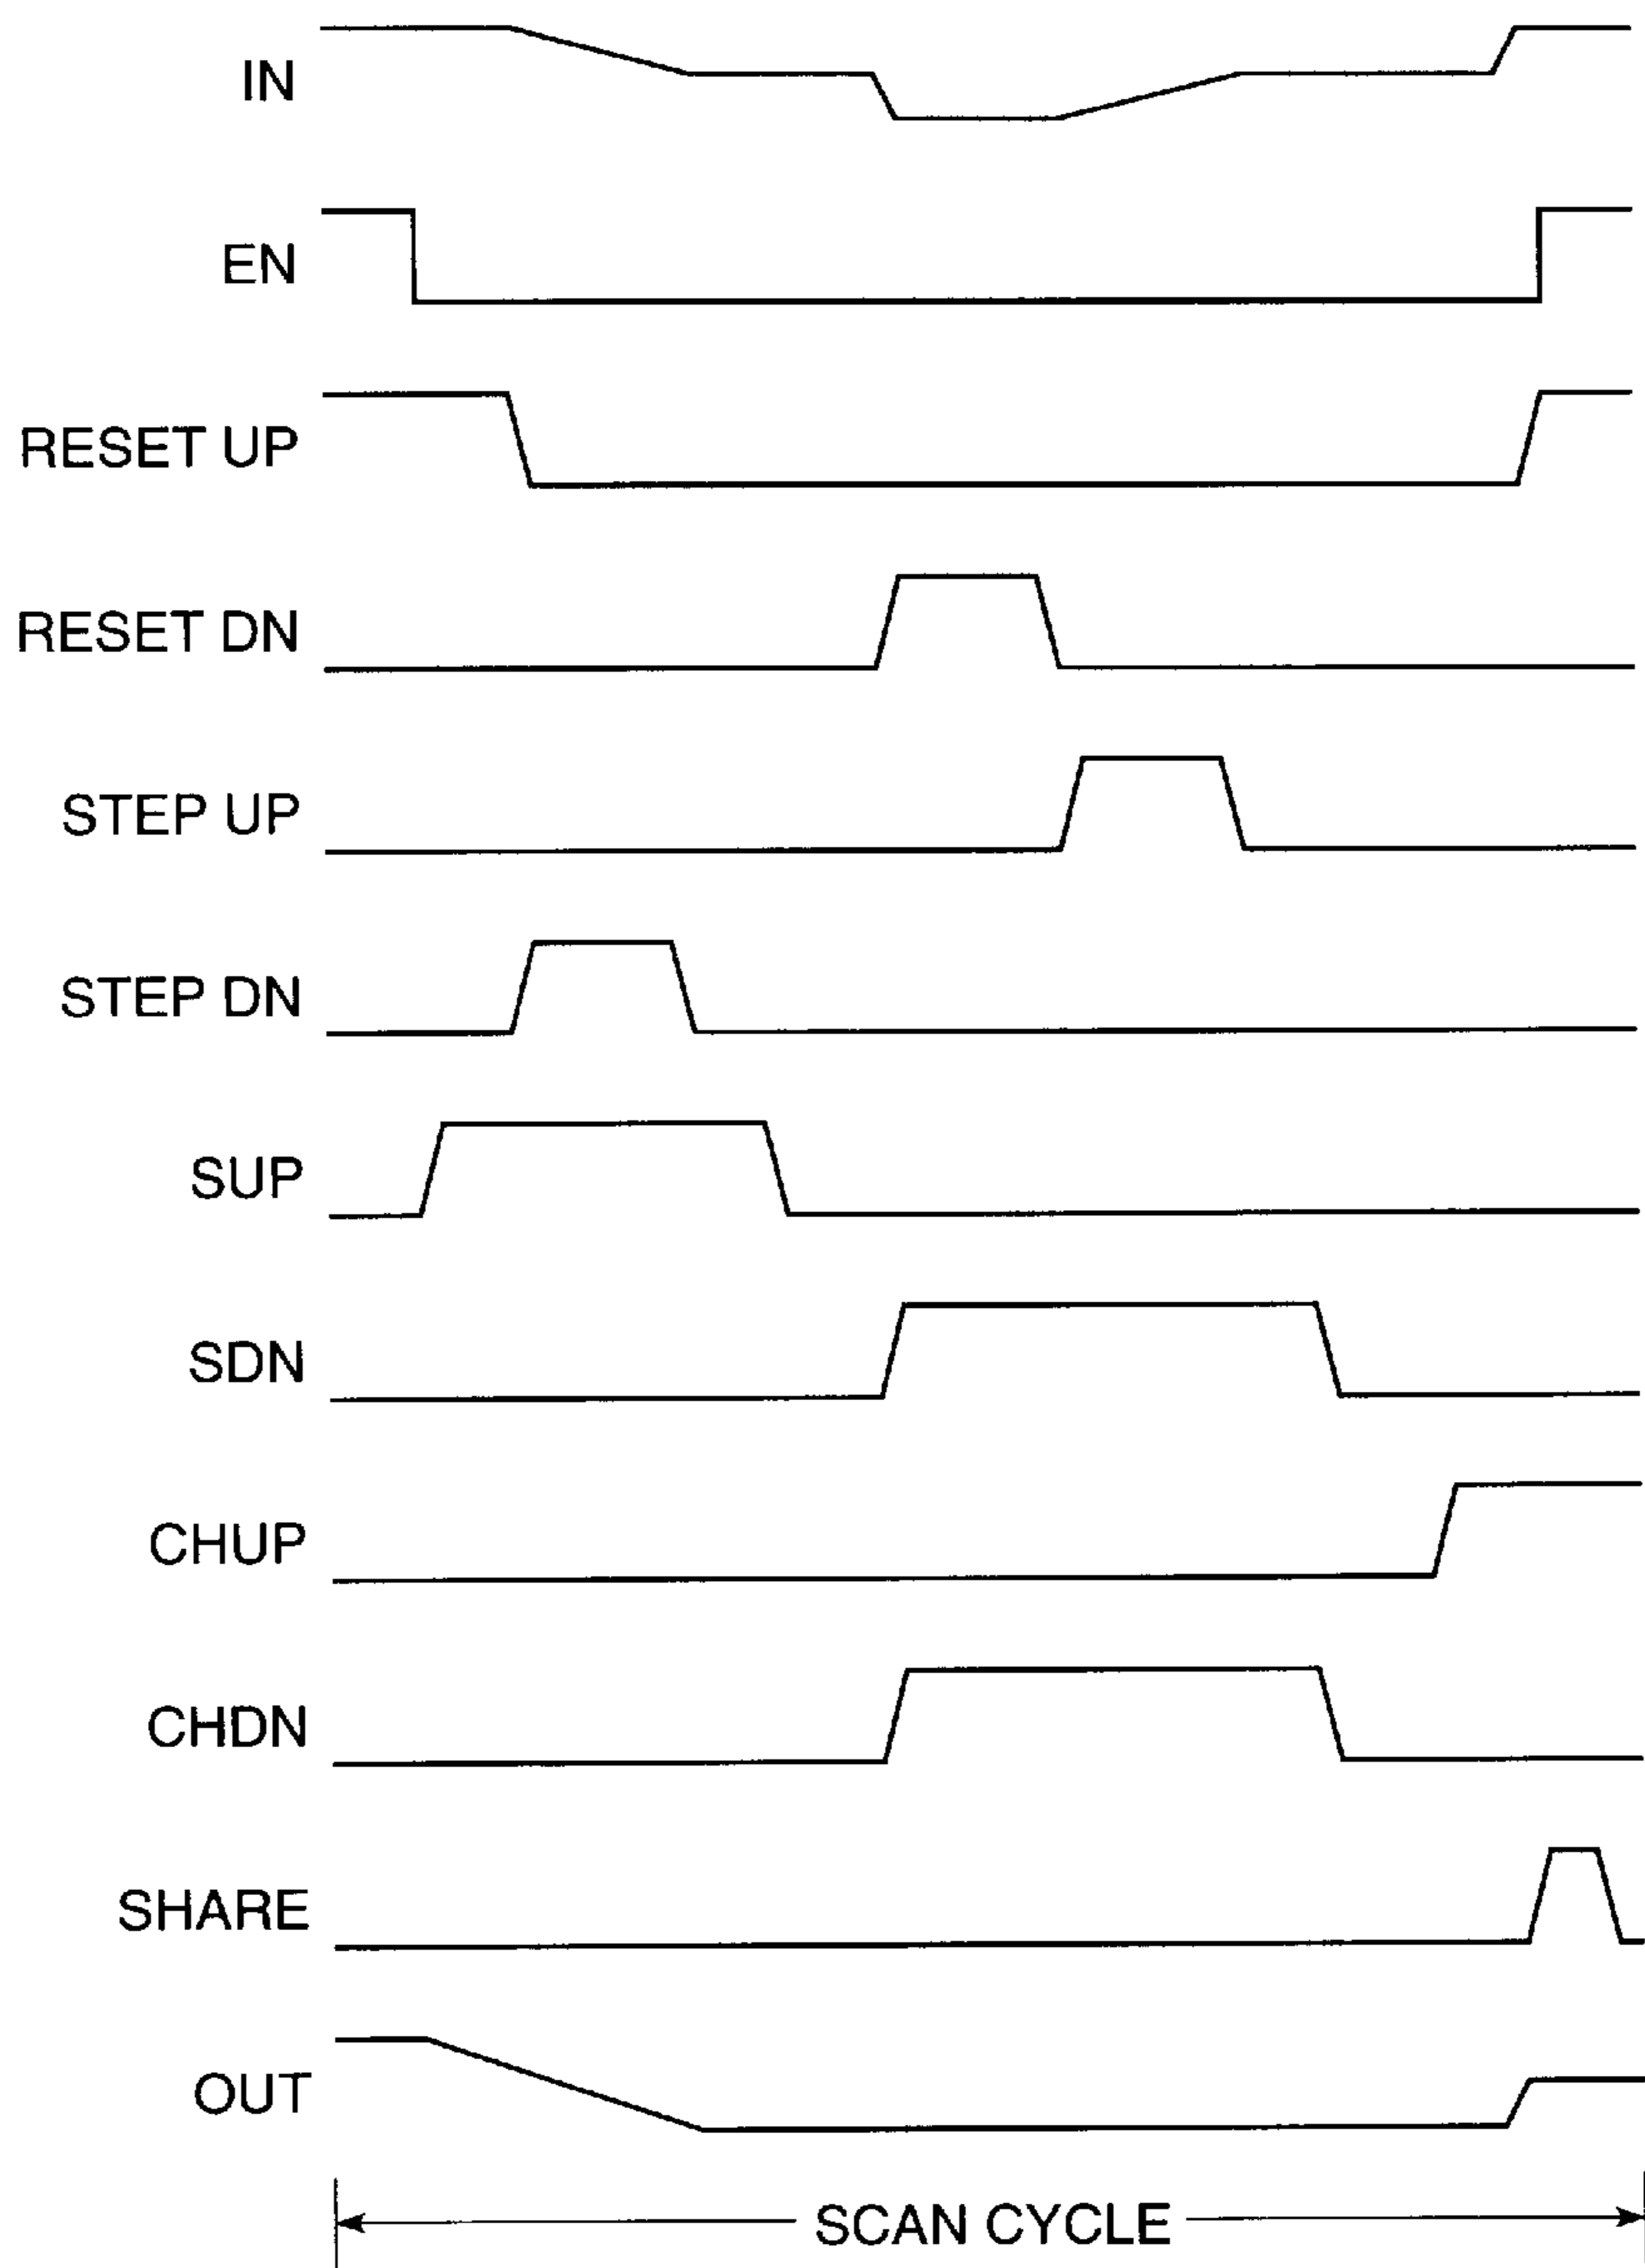 IN
EN
RESET UP
RESET DN
STEP UP
STEP DN
SUP
SDN
CHUP
CHDN
SHARE
OUT
SCAN CYCLE